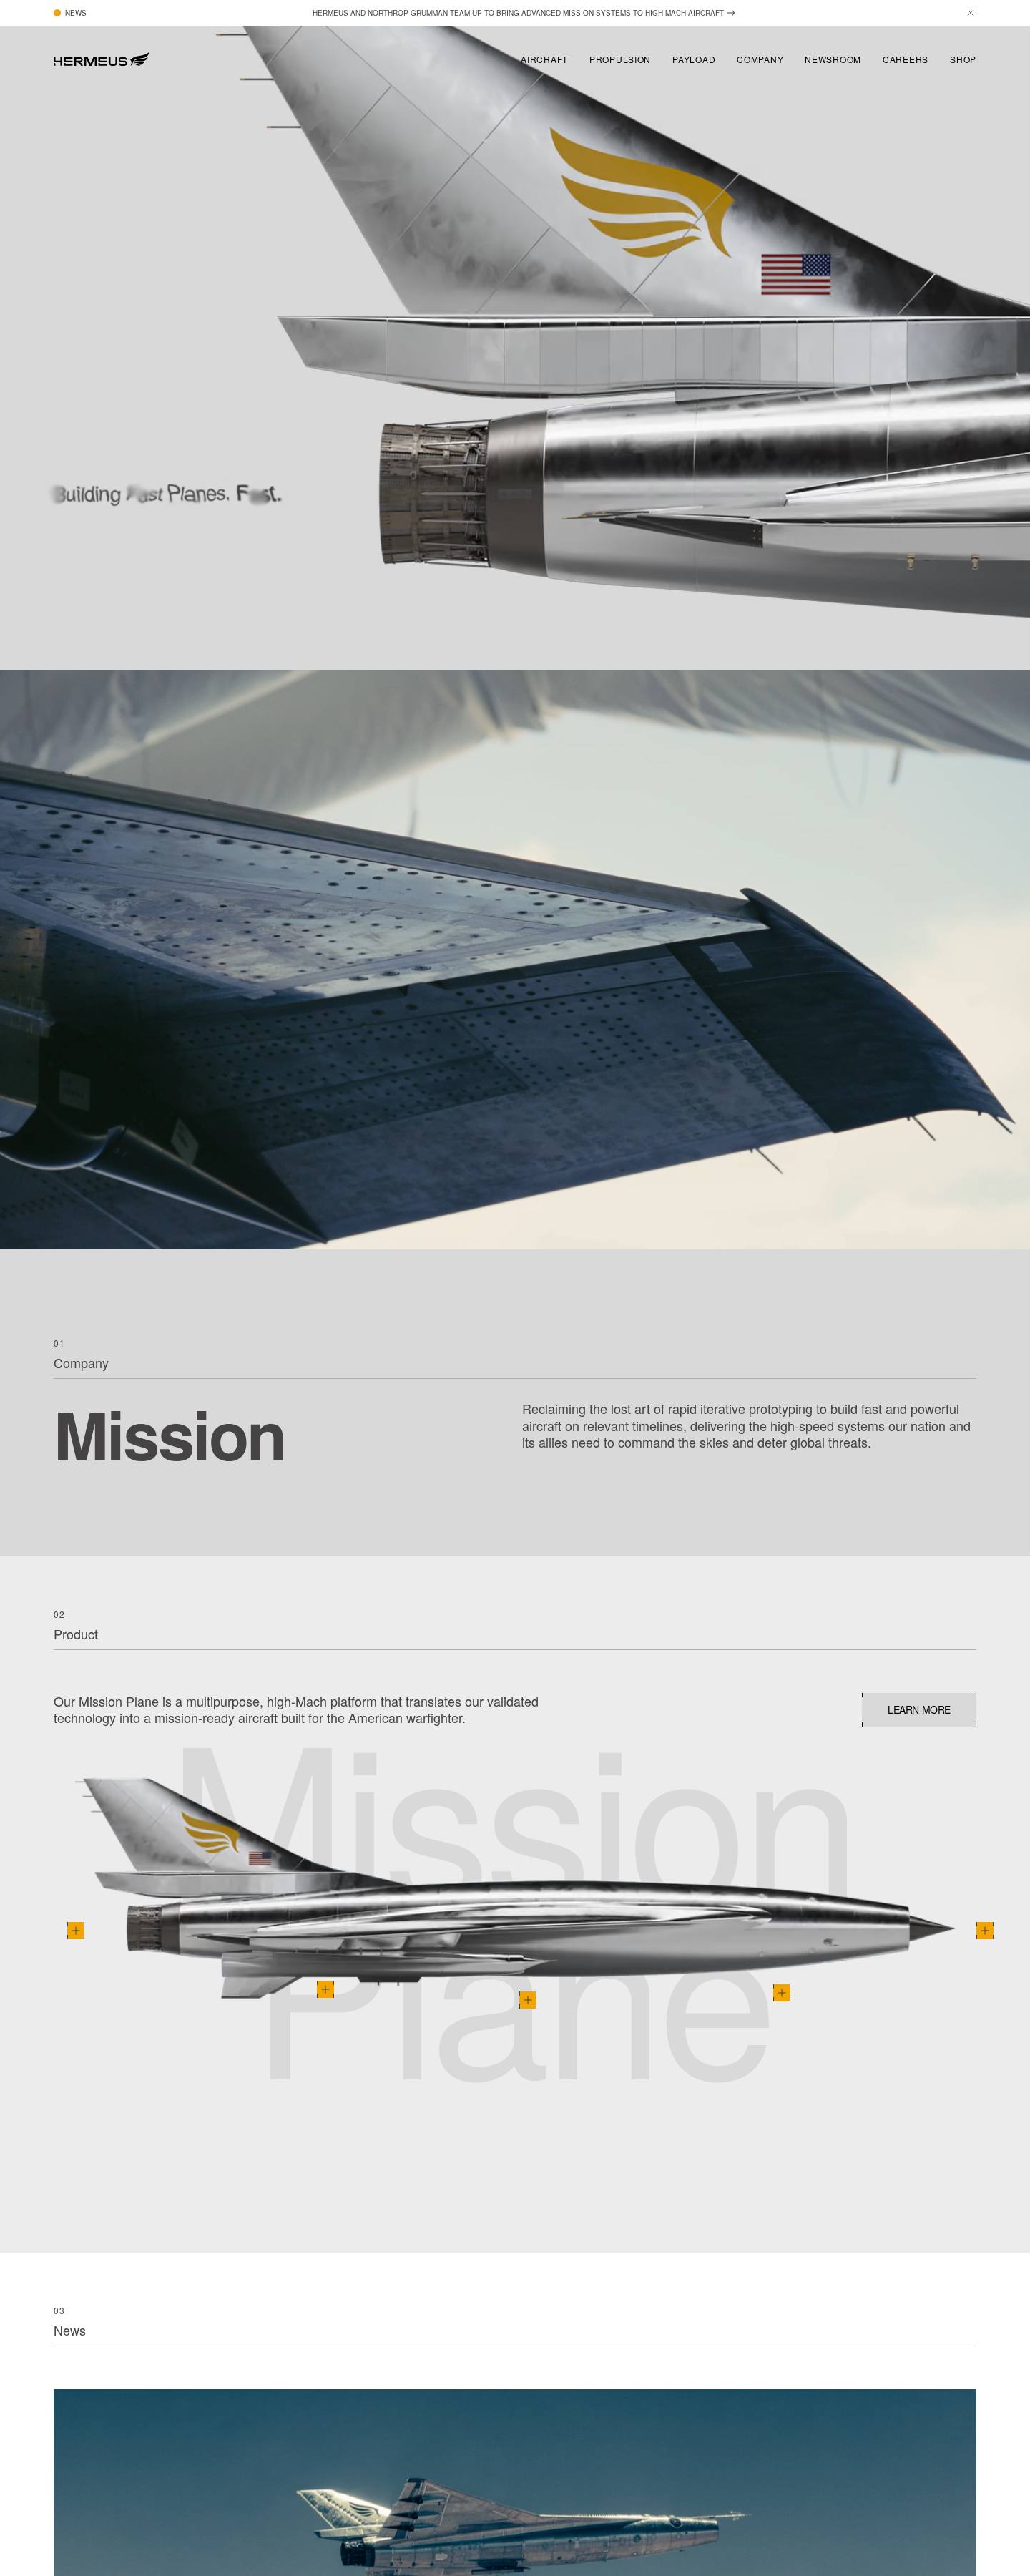 NEWS
HERMEUS AND NORTHROP GRUMMAN TEAM UP TO BRING ADVANCED MISSION SYSTEMS TO HIGH-MACH AIRCRAFT →
HERMEUS
AIRCRAFT PROPULSION PAYLOAD COMPANY NEWSROOM CAREERS SHOP
Building Fast Planes. Fast.
01
Company
Mission
Reclaiming the lost art of rapid iterative prototyping to build fast and powerful
aircraft on relevant timelines, delivering the high-speed systems our nation and
its allies need to command the skies and deter global threats.
02
Product
Our Mission Plane is a multipurpose, high-Mach platform that translates our validated
technology into a mission-ready aircraft built for the American warfighter.
LEARN MORE
Mission
Plane
03
News